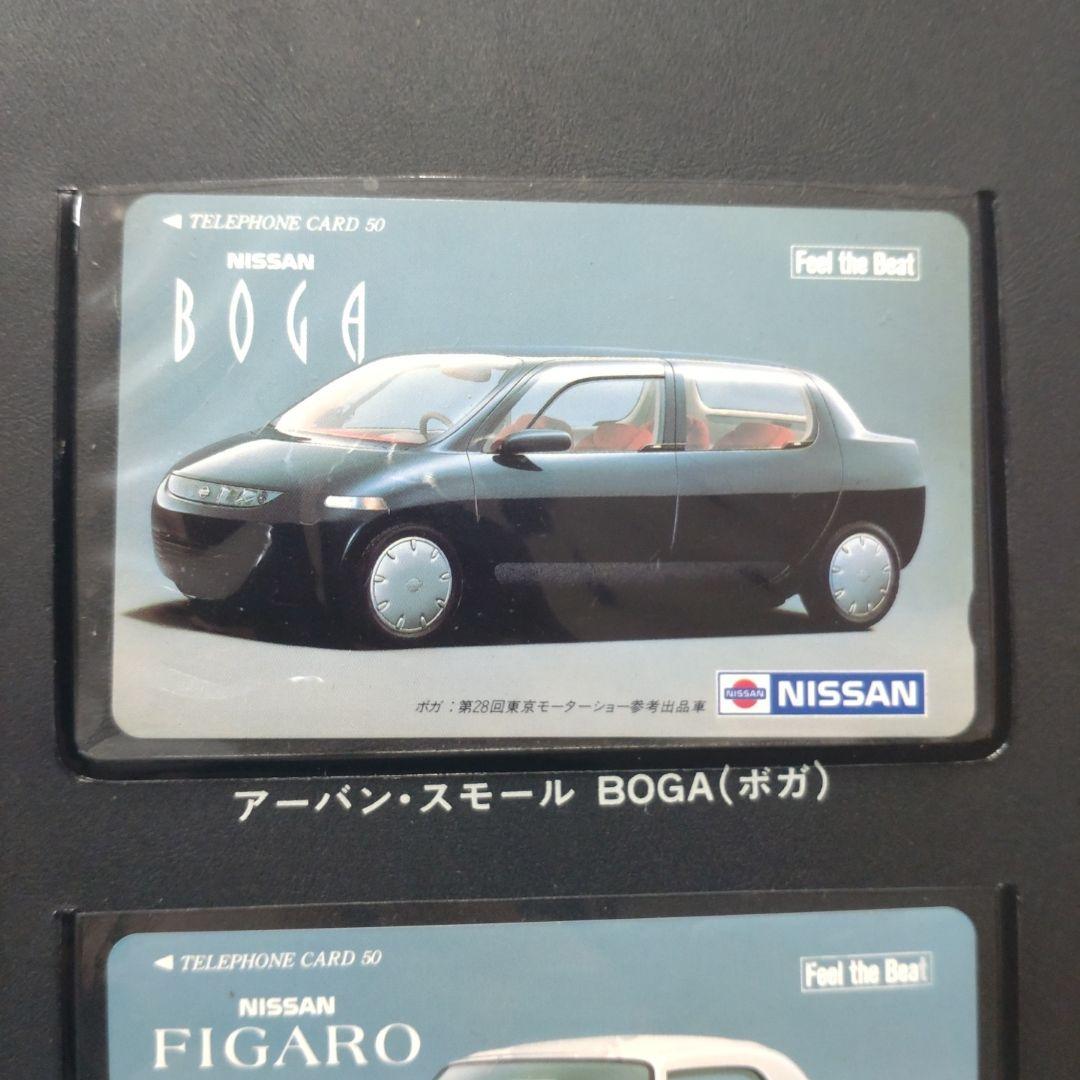 ◀ TELEPHONE CARD 50
NISSAN
BOGA
Feel the Beat
ボガ：第28回東京モーターショー参考出品車
NISSAN
NISSAN
アーバン・スモール BOGA(ボガ)
◀ TELEPHONE CARD 50
Feel the Beat
NISSAN
FIGARO